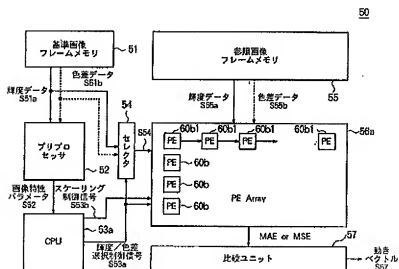 50
基準画像
フレームメモリ
51
参照画像
フレームメモリ
55
色差データ
S51b
輝度データ
S51a
輝度データ
S55a
色差データ
S55b
54
セレクタ
S54
プリプロ
セッサ
52
画像特性
パラメータ
S52
スケーリング
制御信号
S53b
CPU
53a
輝度/色差
選択制御信号
S53a
60b1
60b1
60b1
60b1
56a
PE
PE
PE
PE
PE
60b
PE
60b
PE
60b
PE Array
MAE or MSE
57
比較ユニット
動き
ベクトル
S57